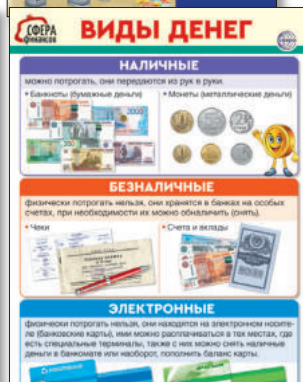 СФЕРА
финансов
ВИДЫ ДЕНЕГ
НАЛИЧНЫЕ
можно потрогать, они передаются из рук в руки.
• Банкноты (бумажные деньги)
• Монеты (металлические деньги)
БЕЗНАЛИЧНЫЕ
физически потрогать нельзя, они хранятся в банках на особых
счетах, при необходимости их можно обналичить (снять).
• Чеки
• Счета и вклады
ЭЛЕКТРОННЫЕ
физически потрогать нельзя, они находятся на электронном носите-
ле (банковские карты), ими можно расплачиваться в тех местах, где
есть специальные терминалы, также с них можно снять наличные
деньги в банкомате или наоборот, пополнить баланс карты.